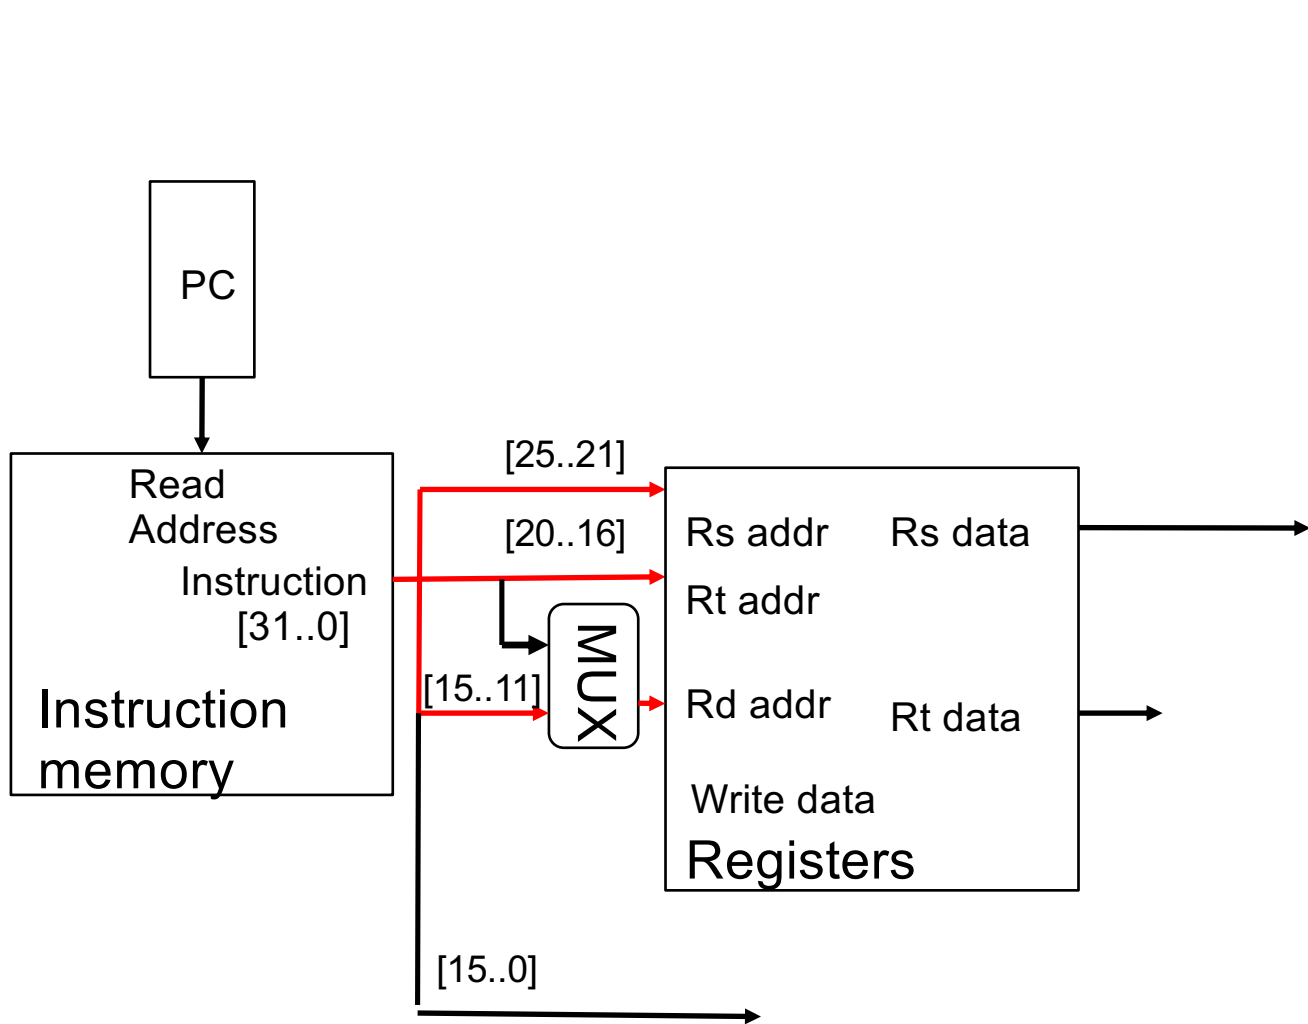 PC
Read
Address
Instruction
[31..0]
Instruction
memory
[25..21]
[20..16]
[15..11]
MUX
[15..0]
Rs addr
Rs data
Rt addr
Rd addr
Rt data
Write data
Registers